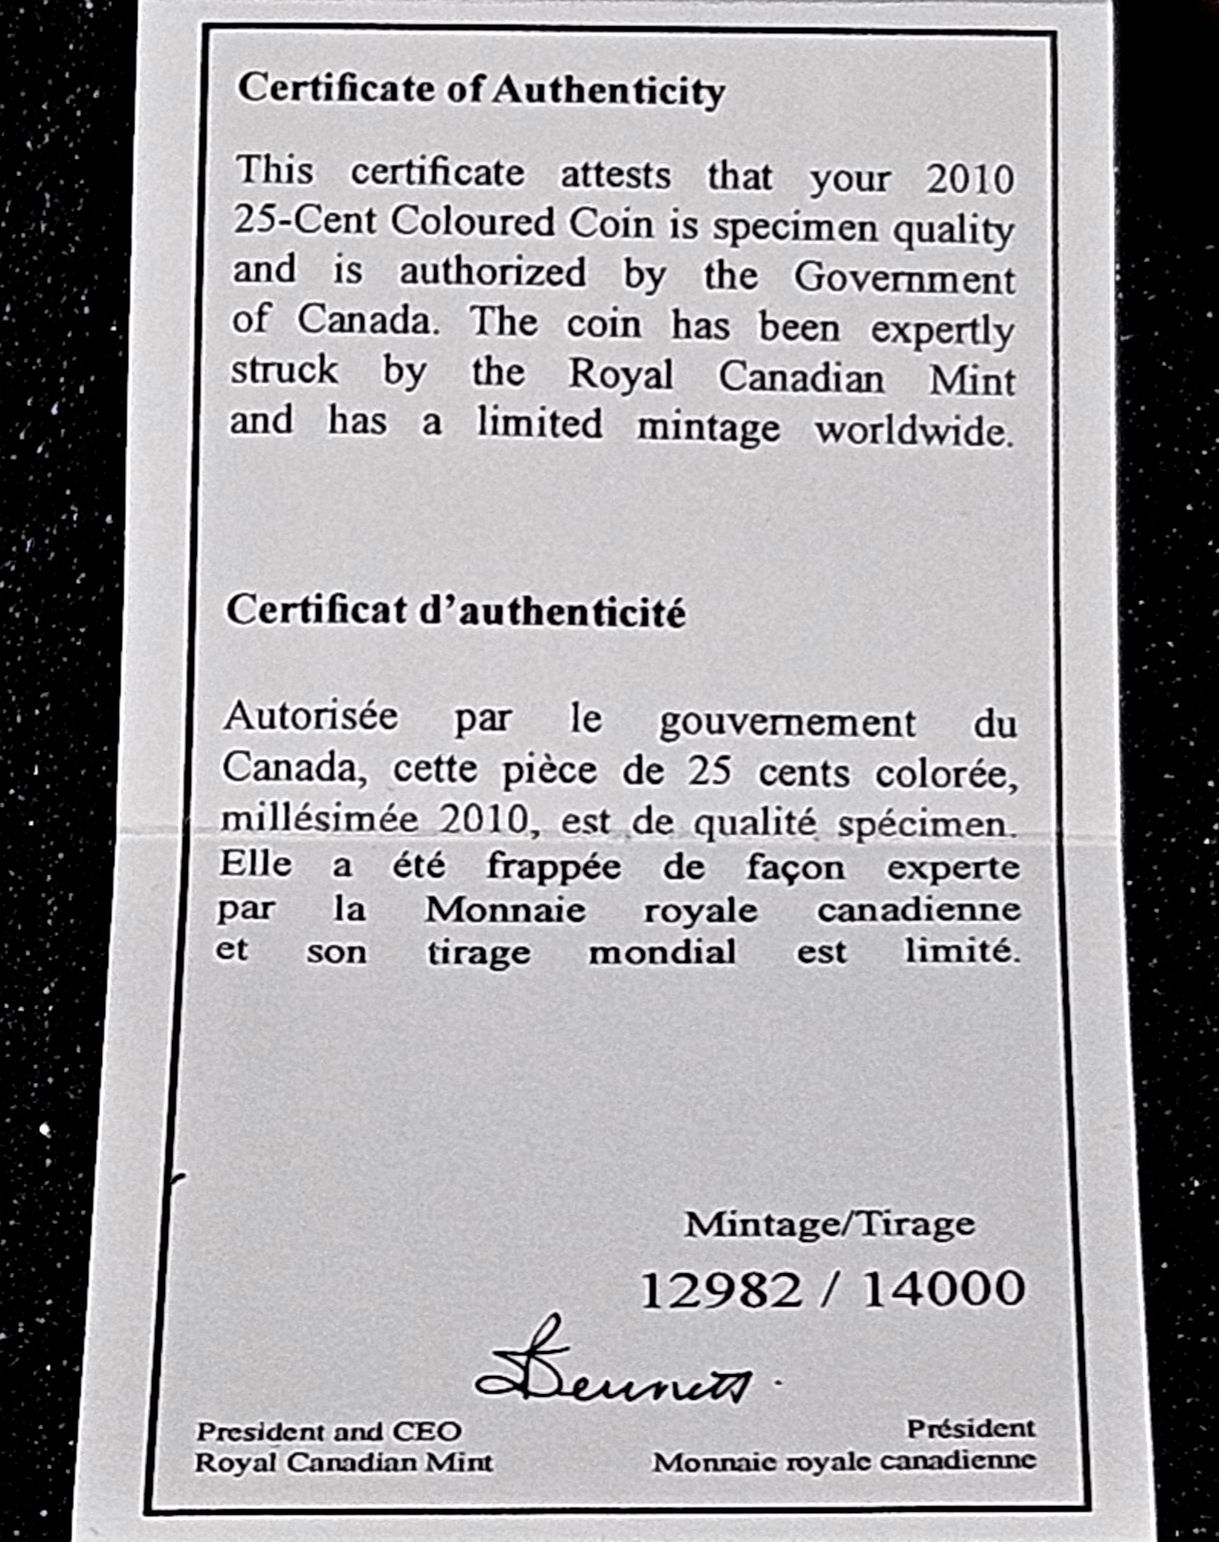 Certificate of Authenticity
This certificate attests that your 2010
25-Cent Coloured Coin is specimen quality
and is authorized by the Government
of Canada. The coin has been expertly
struck by the Royal Canadian Mint
and has a limited mintage worldwide.
Certificat d'authenticité
Autorisée par le gouvernement du
Canada, cette pièce de 25 cents colorée,
millésimée 2010, est de qualité spécimen.
Elle a été frappée de façon experte
par la Monnaie royale canadienne
et son tirage mondial est limité.
Mintage/Tirage
12982 / 14000
Bennett
President and CEO
Royal Canadian Mint
Président
Monnaie royale canadienne